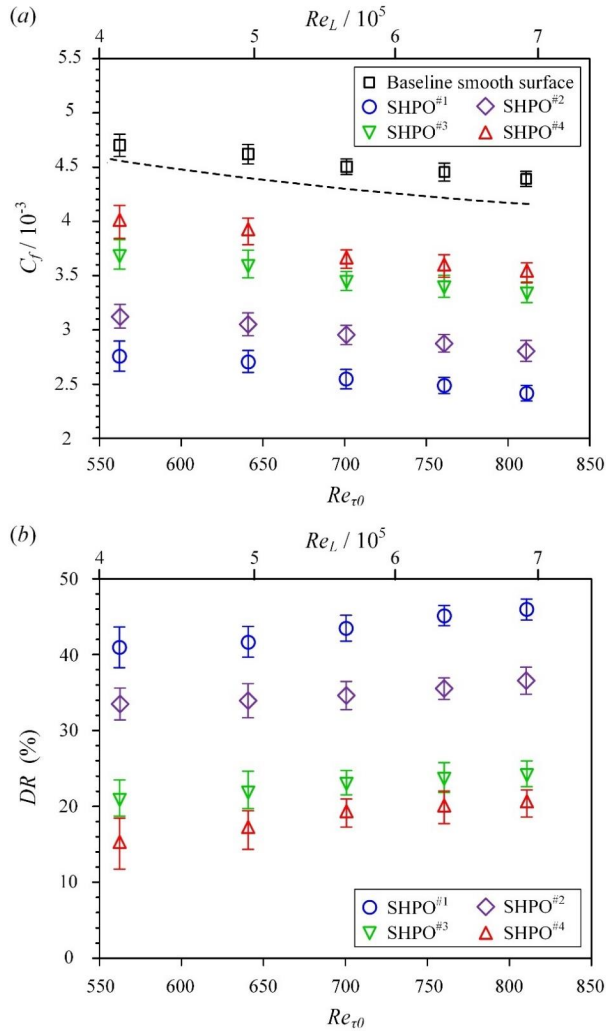 (a)
Re_L / 10^5
4 5 6 7
5.5
5
4.5
4
3.5
3
2.5
2
C_f / 10^-3
Baseline smooth surface
SHPO^#1 SHPO^#2
SHPO^#3 SHPO^#4
550 600 650 700 750 800 850
Re_τ0
(b)
Re_L / 10^5
4 5 6 7
50
40
30
20
10
0
DR (%)
SHPO^#1 SHPO^#2
SHPO^#3 SHPO^#4
550 600 650 700 750 800 850
Re_τ0